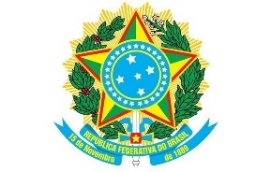 REPÚBLICA FEDERATIVA DO BRASIL
15 de Novembro de 1889